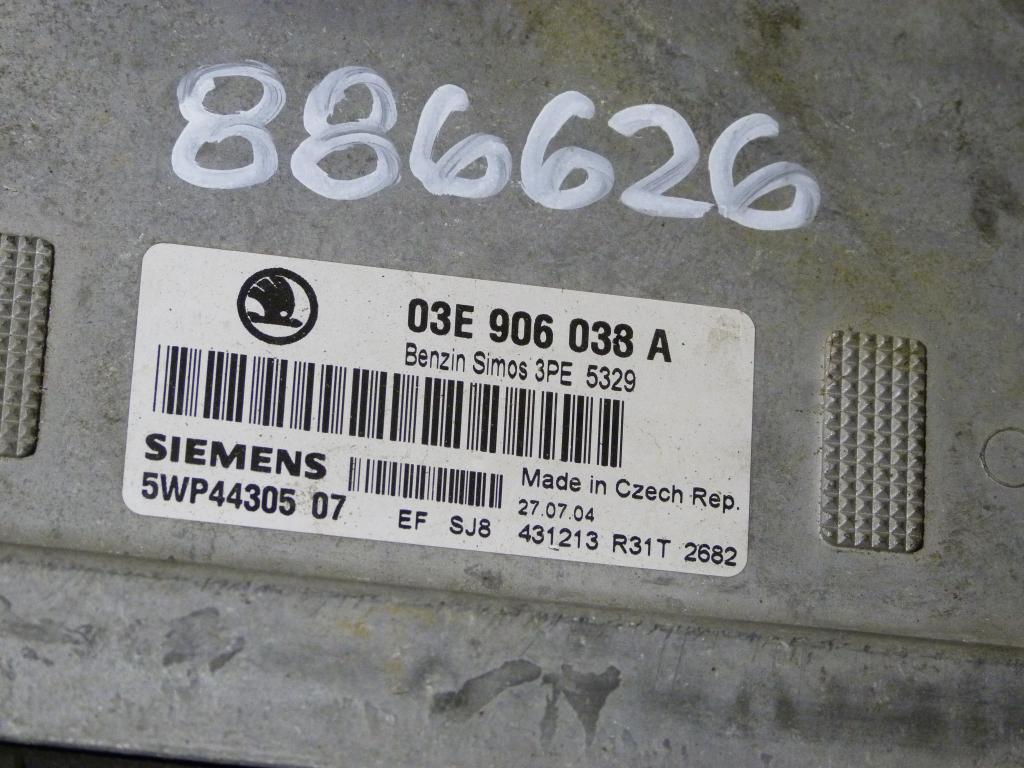 886626
03E 906 038 A
Benzin Simos 3PE 5329
SIEMENS
5WP44305 07
EF SJ8
Made in Czech Rep.
27.07.04
431213 R31T 2682